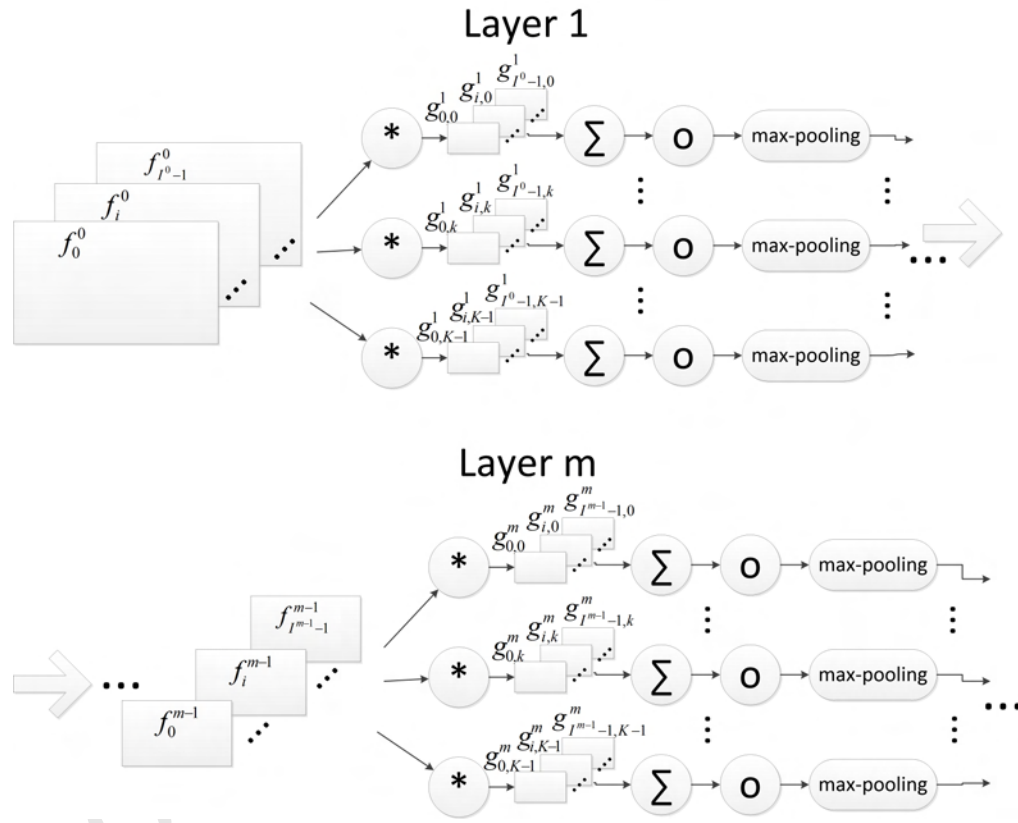 Layer 1
g^1_{I^0-1,0}
g^1_{i,0}
g^1_{0,0}
* Σ o max-pooling
f^0_{I^0-1}
f^0_i
f^0_0
g^1_{I^0-1,k}
g^1_{i,k}
g^1_{0,k}
* Σ o max-pooling
g^1_{I^0-1,K-1}
g^1_{i,K-1}
g^1_{0,K-1}
* Σ o max-pooling
Layer m
g^m_{I^{m-1}-1,0}
g^m_{i,0}
g^m_{0,0}
* Σ o max-pooling
f^{m-1}_{I^{m-1}-1}
f^{m-1}_i
f^{m-1}_0
g^m_{I^{m-1}-1,k}
g^m_{i,k}
g^m_{0,k}
* Σ o max-pooling
g^m_{I^{m-1}-1,K-1}
g^m_{i,K-1}
g^m_{0,K-1}
* Σ o max-pooling